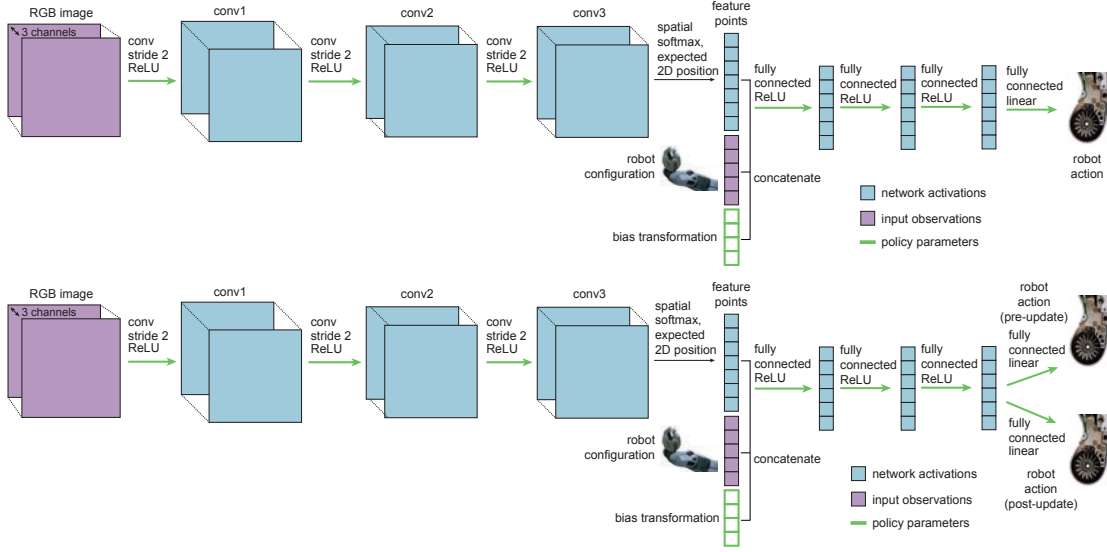 RGB image
3 channels
conv
stride 2
ReLU
conv1
conv
stride 2
ReLU
conv2
conv
stride 2
ReLU
conv3
spatial
softmax,
expected
2D position
feature
points
fully
connected
ReLU
fully
connected
ReLU
fully
connected
ReLU
fully
connected
linear
robot
action
robot
configuration
concatenate
bias transformation
network activations
input observations
policy parameters
RGB image
3 channels
conv
stride 2
ReLU
conv1
conv
stride 2
ReLU
conv2
conv
stride 2
ReLU
conv3
spatial
softmax,
expected
2D position
feature
points
fully
connected
ReLU
fully
connected
ReLU
fully
connected
ReLU
robot
action
(pre-update)
fully
connected
linear
fully
connected
linear
robot
action
(post-update)
robot
configuration
concatenate
bias transformation
network activations
input observations
policy parameters